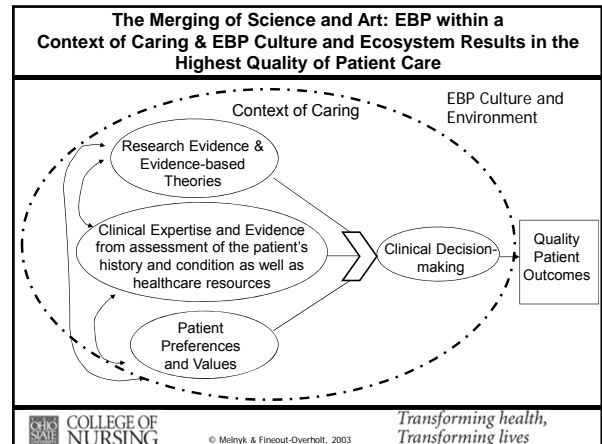 The Merging of Science and Art: EBP within a
Context of Caring & EBP Culture and Ecosystem Results in the
Highest Quality of Patient Care
Context of Caring
EBP Culture and
Environment
Research Evidence &
Evidence-based
Theories
Clinical Expertise and Evidence
from assessment of the patient's
history and condition as well as
healthcare resources
Patient
Preferences
and Values
Clinical Decision-
making
Quality
Patient
Outcomes
OHIO
STATE
UNIVERSITY
COLLEGE OF
NURSING
© Melnyk & Fineout-Overholt, 2003
Transforming health,
Transforming lives